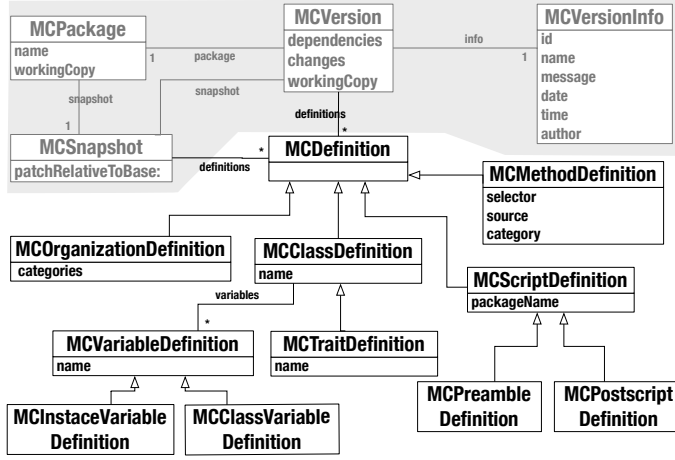 MCPackage
name
workingCopy
MCVersion
dependencies
changes
workingCopy
MCVersionInfo
id
name
message
date
time
author
1
package
info
1
snapshot
snapshot
1
definitions
*
MCSnapshot
patchRelativeToBase:
*
definitions
MCDefinition
MCMethodDefinition
selector
source
category
MCOrganizationDefinition
categories
MCClassDefinition
name
MCScriptDefinition
packageName
variables
*
MCVariableDefinition
name
MCTraitDefinition
name
MCInstaceVariable
Definition
MCClassVariable
Definition
MCPreamble
Definition
MCPostscript
Definition